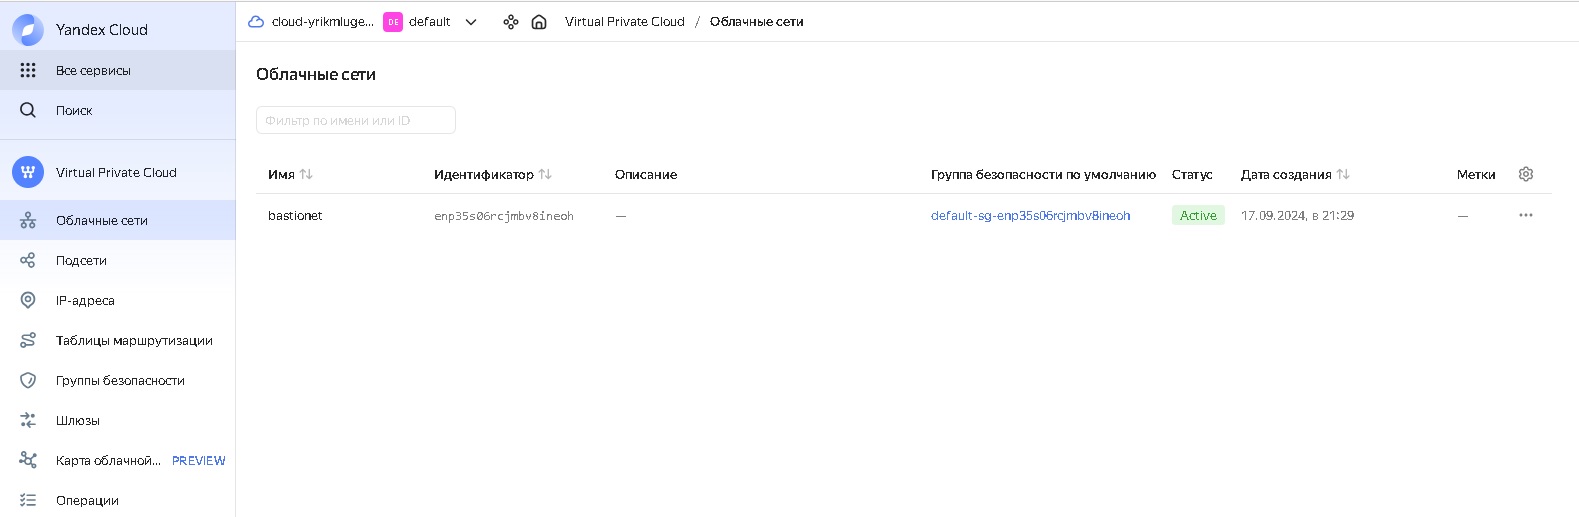 Yandex Cloud
cloud-yrikmluge... DE default Virtual Private Cloud / Облачные сети
Все сервисы
Поиск
Virtual Private Cloud
Облачные сети
Подсети
IP-адреса
Таблицы маршрутизации
Группы безопасности
Шлюзы
Карта облачной... PREVIEW
Операции
Облачные сети
Фильтр по имени или ID
Имя Идентификатор Описание Группа безопасности по умолчанию Статус Дата создания Метки
bastionet enp35s06rcjmbv8ineoh — default-sg-enp35s06rcjmbv8ineoh Active 17.09.2024, в 21:29 —